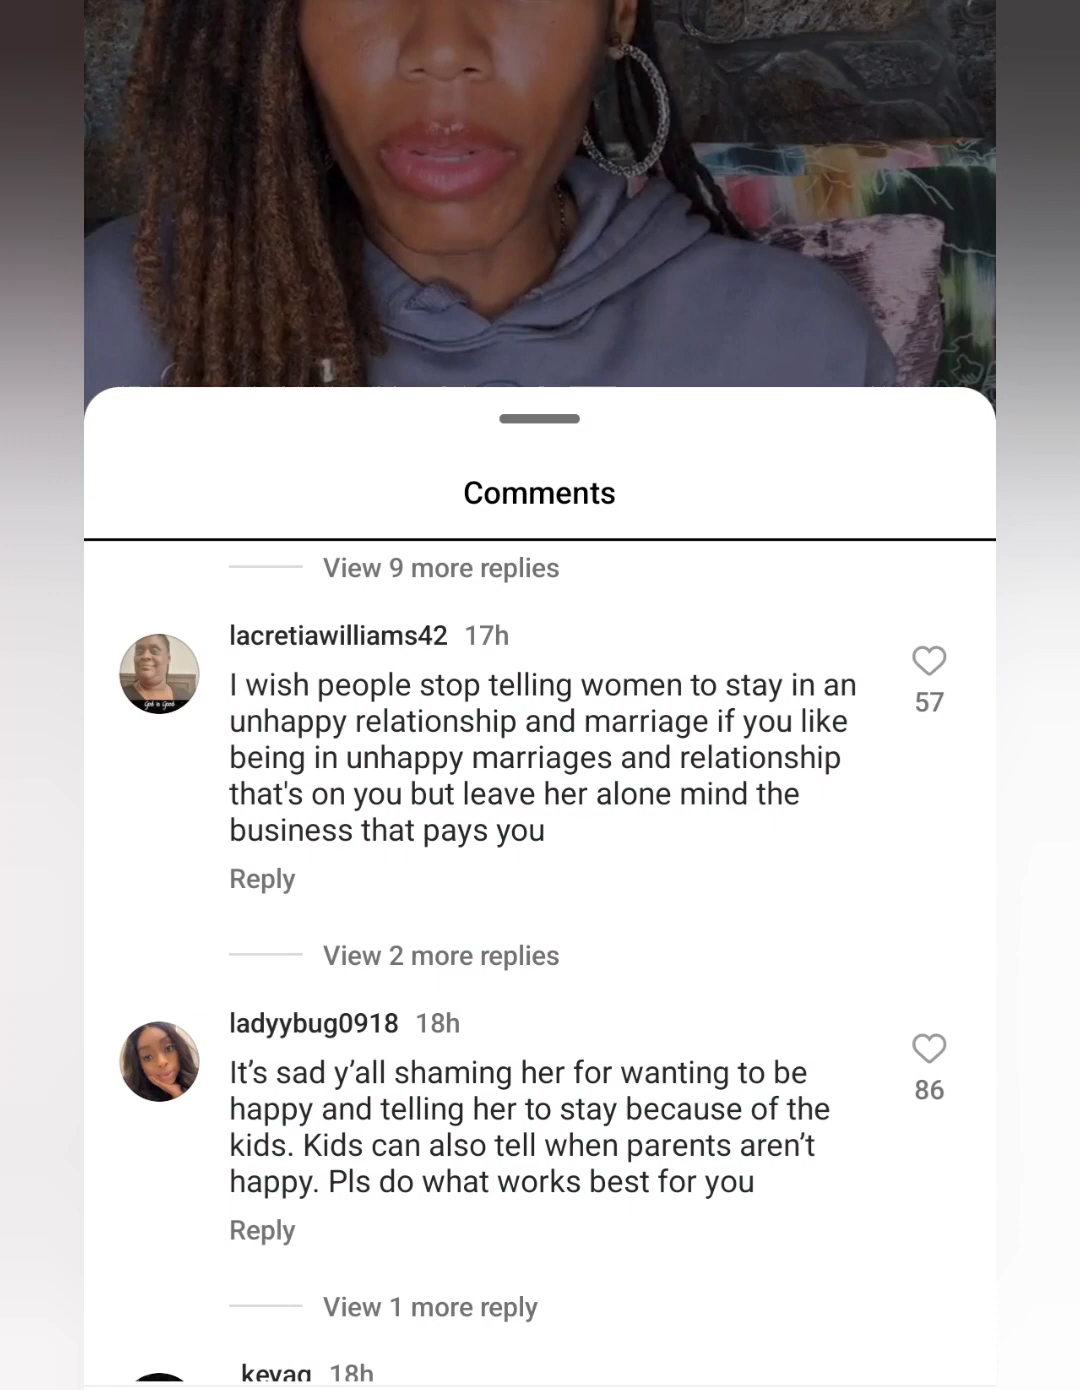 Comments
View 9 more replies
lacretiawilliams42 17h
I wish people stop telling women to stay in an
unhappy relationship and marriage if you like
being in unhappy marriages and relationship
that's on you but leave her alone mind the
business that pays you
57
Reply
View 2 more replies
ladyybug0918 18h
It’s sad y’all shaming her for wanting to be
happy and telling her to stay because of the
kids. Kids can also tell when parents aren’t
happy. Pls do what works best for you
86
Reply
View 1 more reply
18h